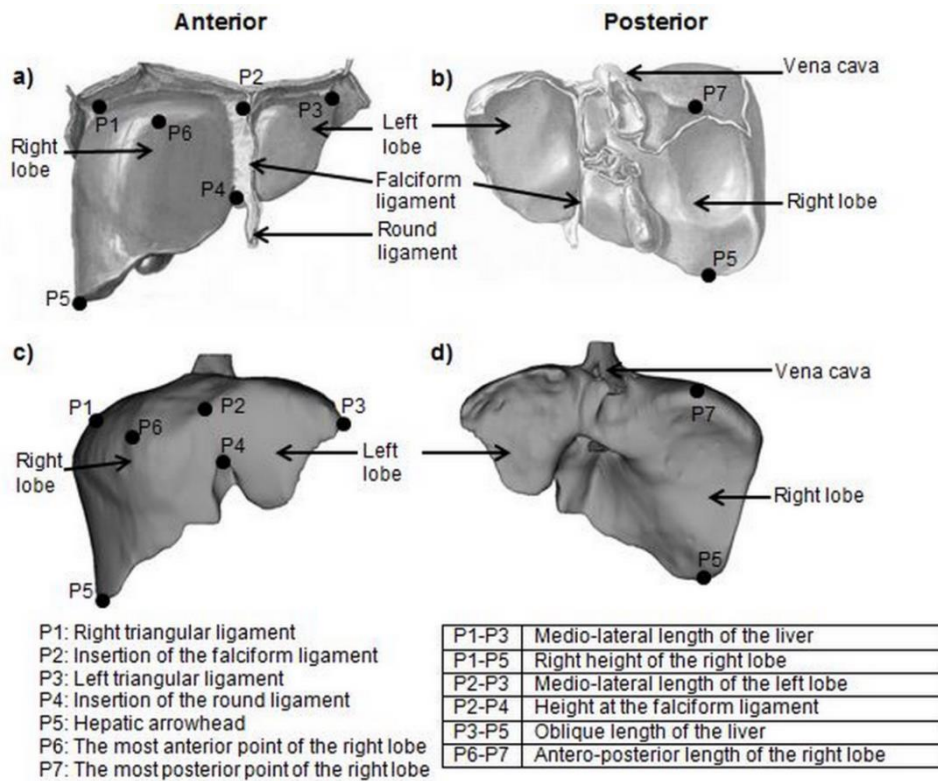 Anterior
Posterior
a)
P2
P1
P6
P3
P4
P5
Right
lobe
b)
Vena cava
P7
Left
lobe
Falciform
ligament
Round
ligament
Right lobe
P5
c)
P1
P6
P2
P3
P4
Right
lobe
Left
lobe
P5
d)
Vena cava
P7
Right lobe
P5
P1: Right triangular ligament
P2: Insertion of the falciform ligament
P3: Left triangular ligament
P4: Insertion of the round ligament
P5: Hepatic arrowhead
P6: The most anterior point of the right lobe
P7: The most posterior point of the right lobe
P1-P3 Medio-lateral length of the liver
P1-P5 Right height of the right lobe
P2-P3 Medio-lateral length of the left lobe
P2-P4 Height at the falciform ligament
P3-P5 Oblique length of the liver
P6-P7 Antero-posterior length of the right lobe